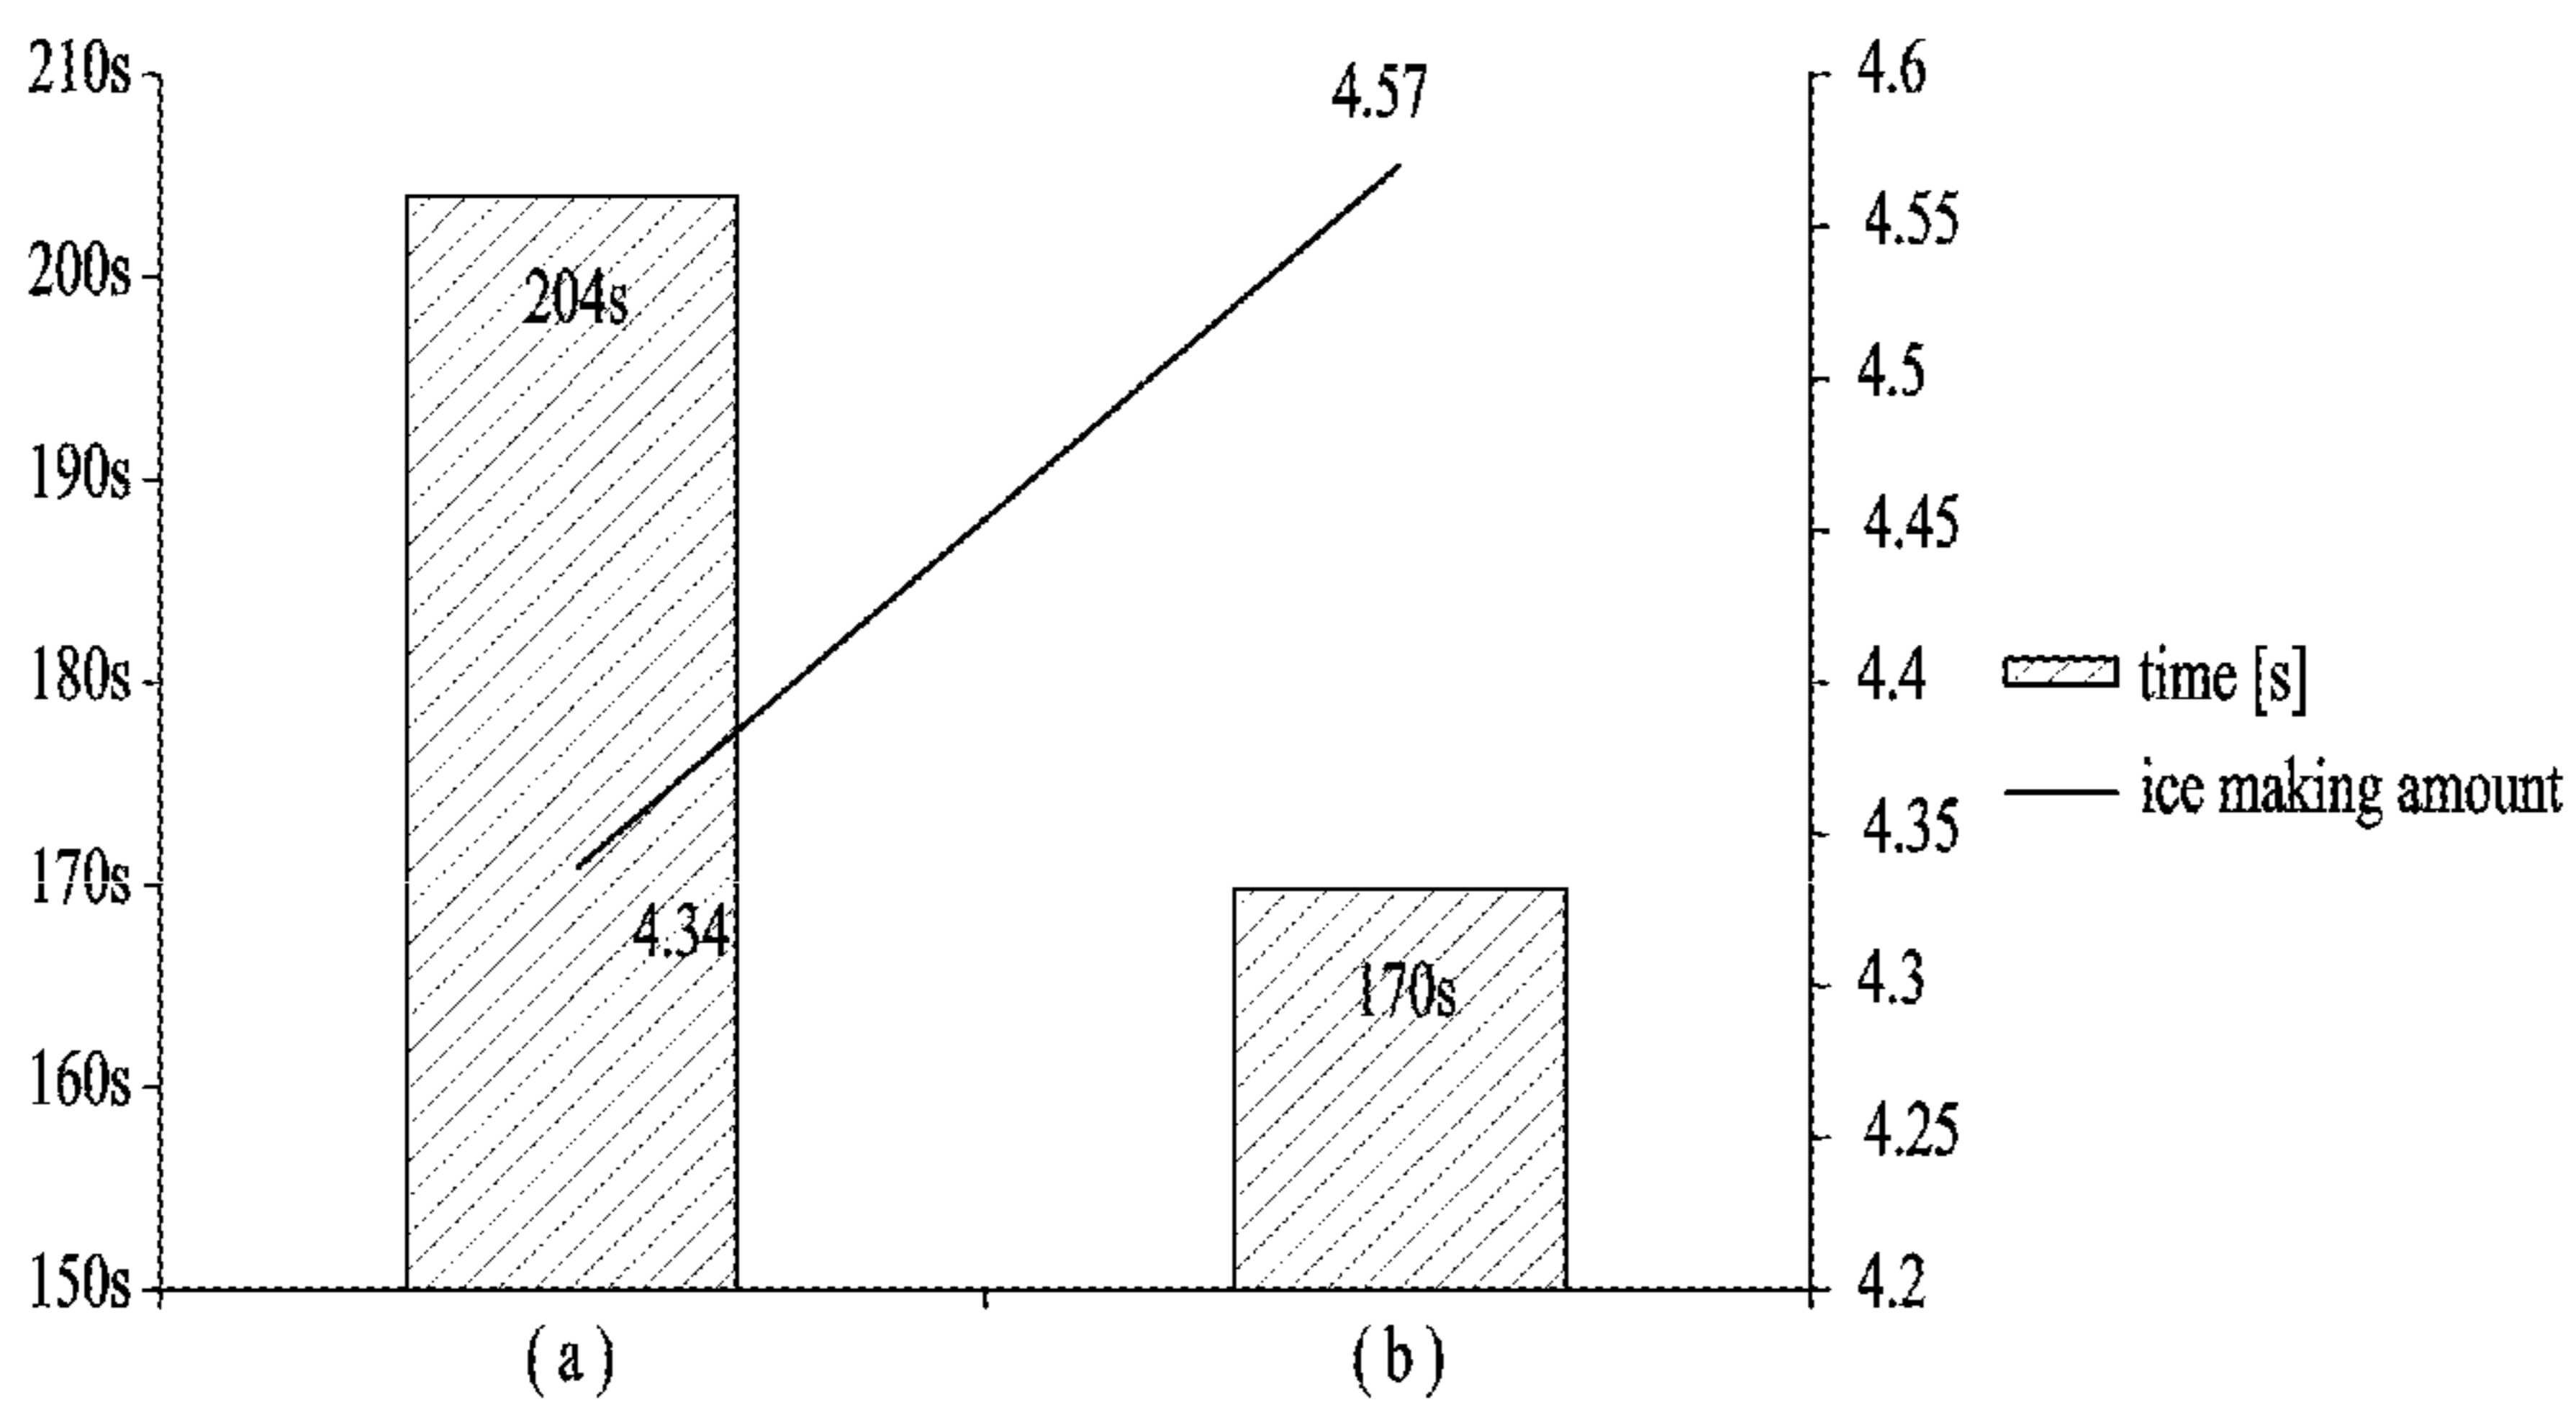 210s
200s
190s
180s
170s
160s
150s
204s
4.34
4.57
170s
4.6
4.55
4.5
4.45
4.4
4.35
4.3
4.25
4.2
time [s]
ice making amount
(a)
(b)